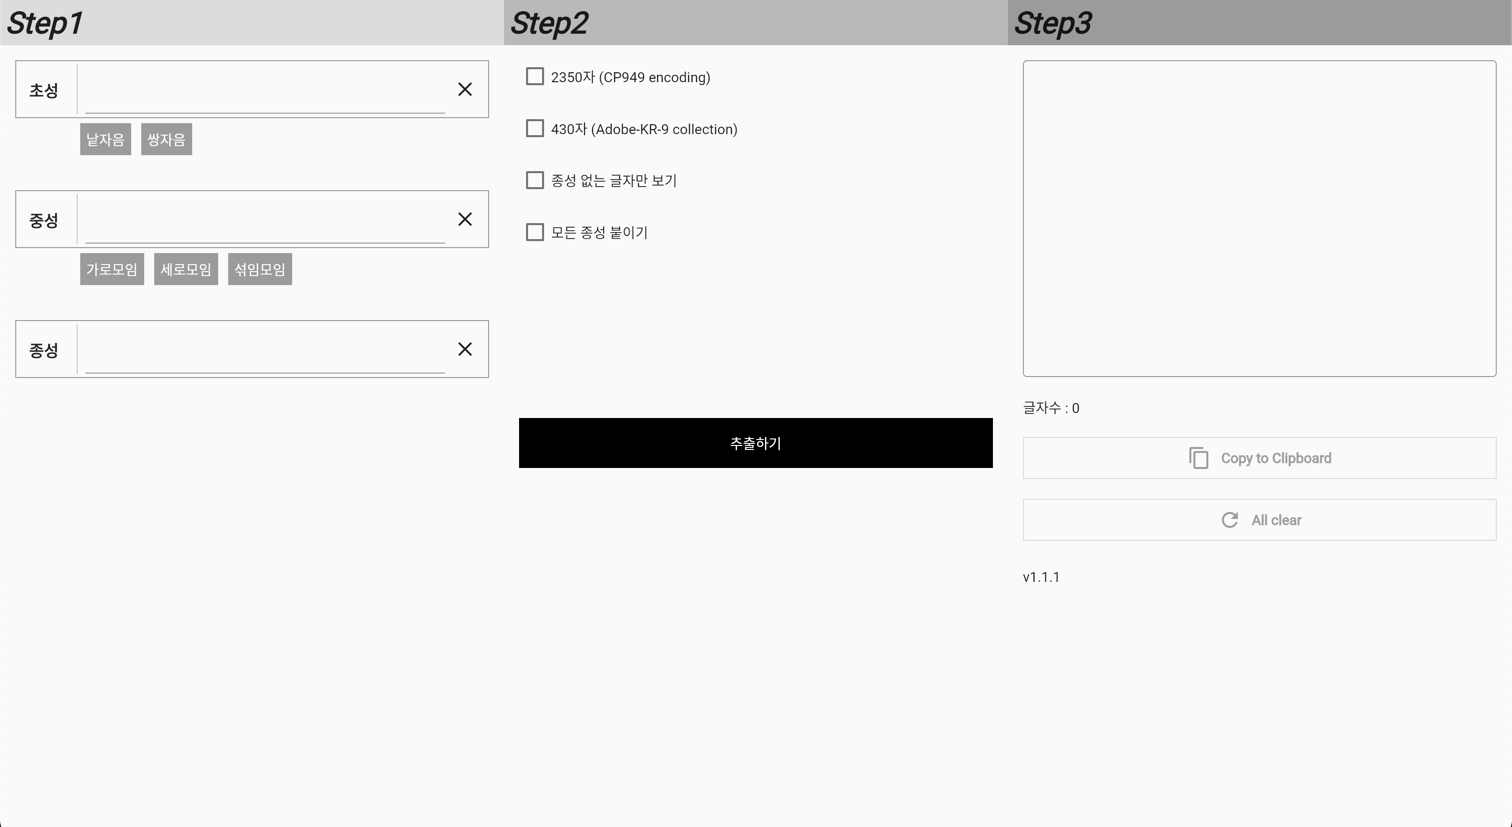 Step1
초성
낱자음 쌍자음
중성
가로모임 세로모임 섞임모임
종성
Step2
2350자 (CP949 encoding)
430자 (Adobe-KR-9 collection)
종성 없는 글자만 보기
모든 종성 붙이기
추출하기
Step3
글자수 : 0
Copy to Clipboard
All clear
v1.1.1